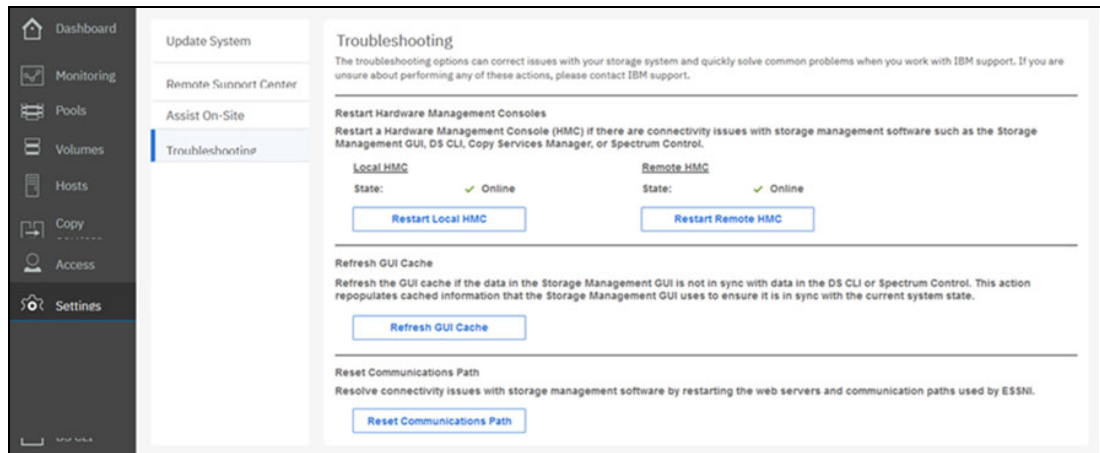 Dashboard
Monitoring
Pools
Volumes
Hosts
Copy
Access
Settings
Update System
Remote Support Center
Assist On-Site
Troubleshooting
Troubleshooting
The troubleshooting options can correct issues with your storage system and quickly solve common problems when you work with IBM support. If you are
unsure about performing any of these actions, please contact IBM support.
Restart Hardware Management Consoles
Restart a Hardware Management Console (HMC) if there are connectivity issues with storage management software such as the Storage
Management GUI, DS CLI, Copy Services Manager, or Spectrum Control.
Local HMC
State: Online
Restart Local HMC
Remote HMC
State: Online
Restart Remote HMC
Refresh GUI Cache
Refresh the GUI cache if the data in the Storage Management GUI is not in sync with data in the DS CLI or Spectrum Control. This action
repopulates cached information that the Storage Management GUI uses to ensure it is in sync with the current system state.
Refresh GUI Cache
Reset Communications Path
Resolve connectivity issues with storage management software by restarting the web servers and communication paths used by ESSNI.
Reset Communications Path